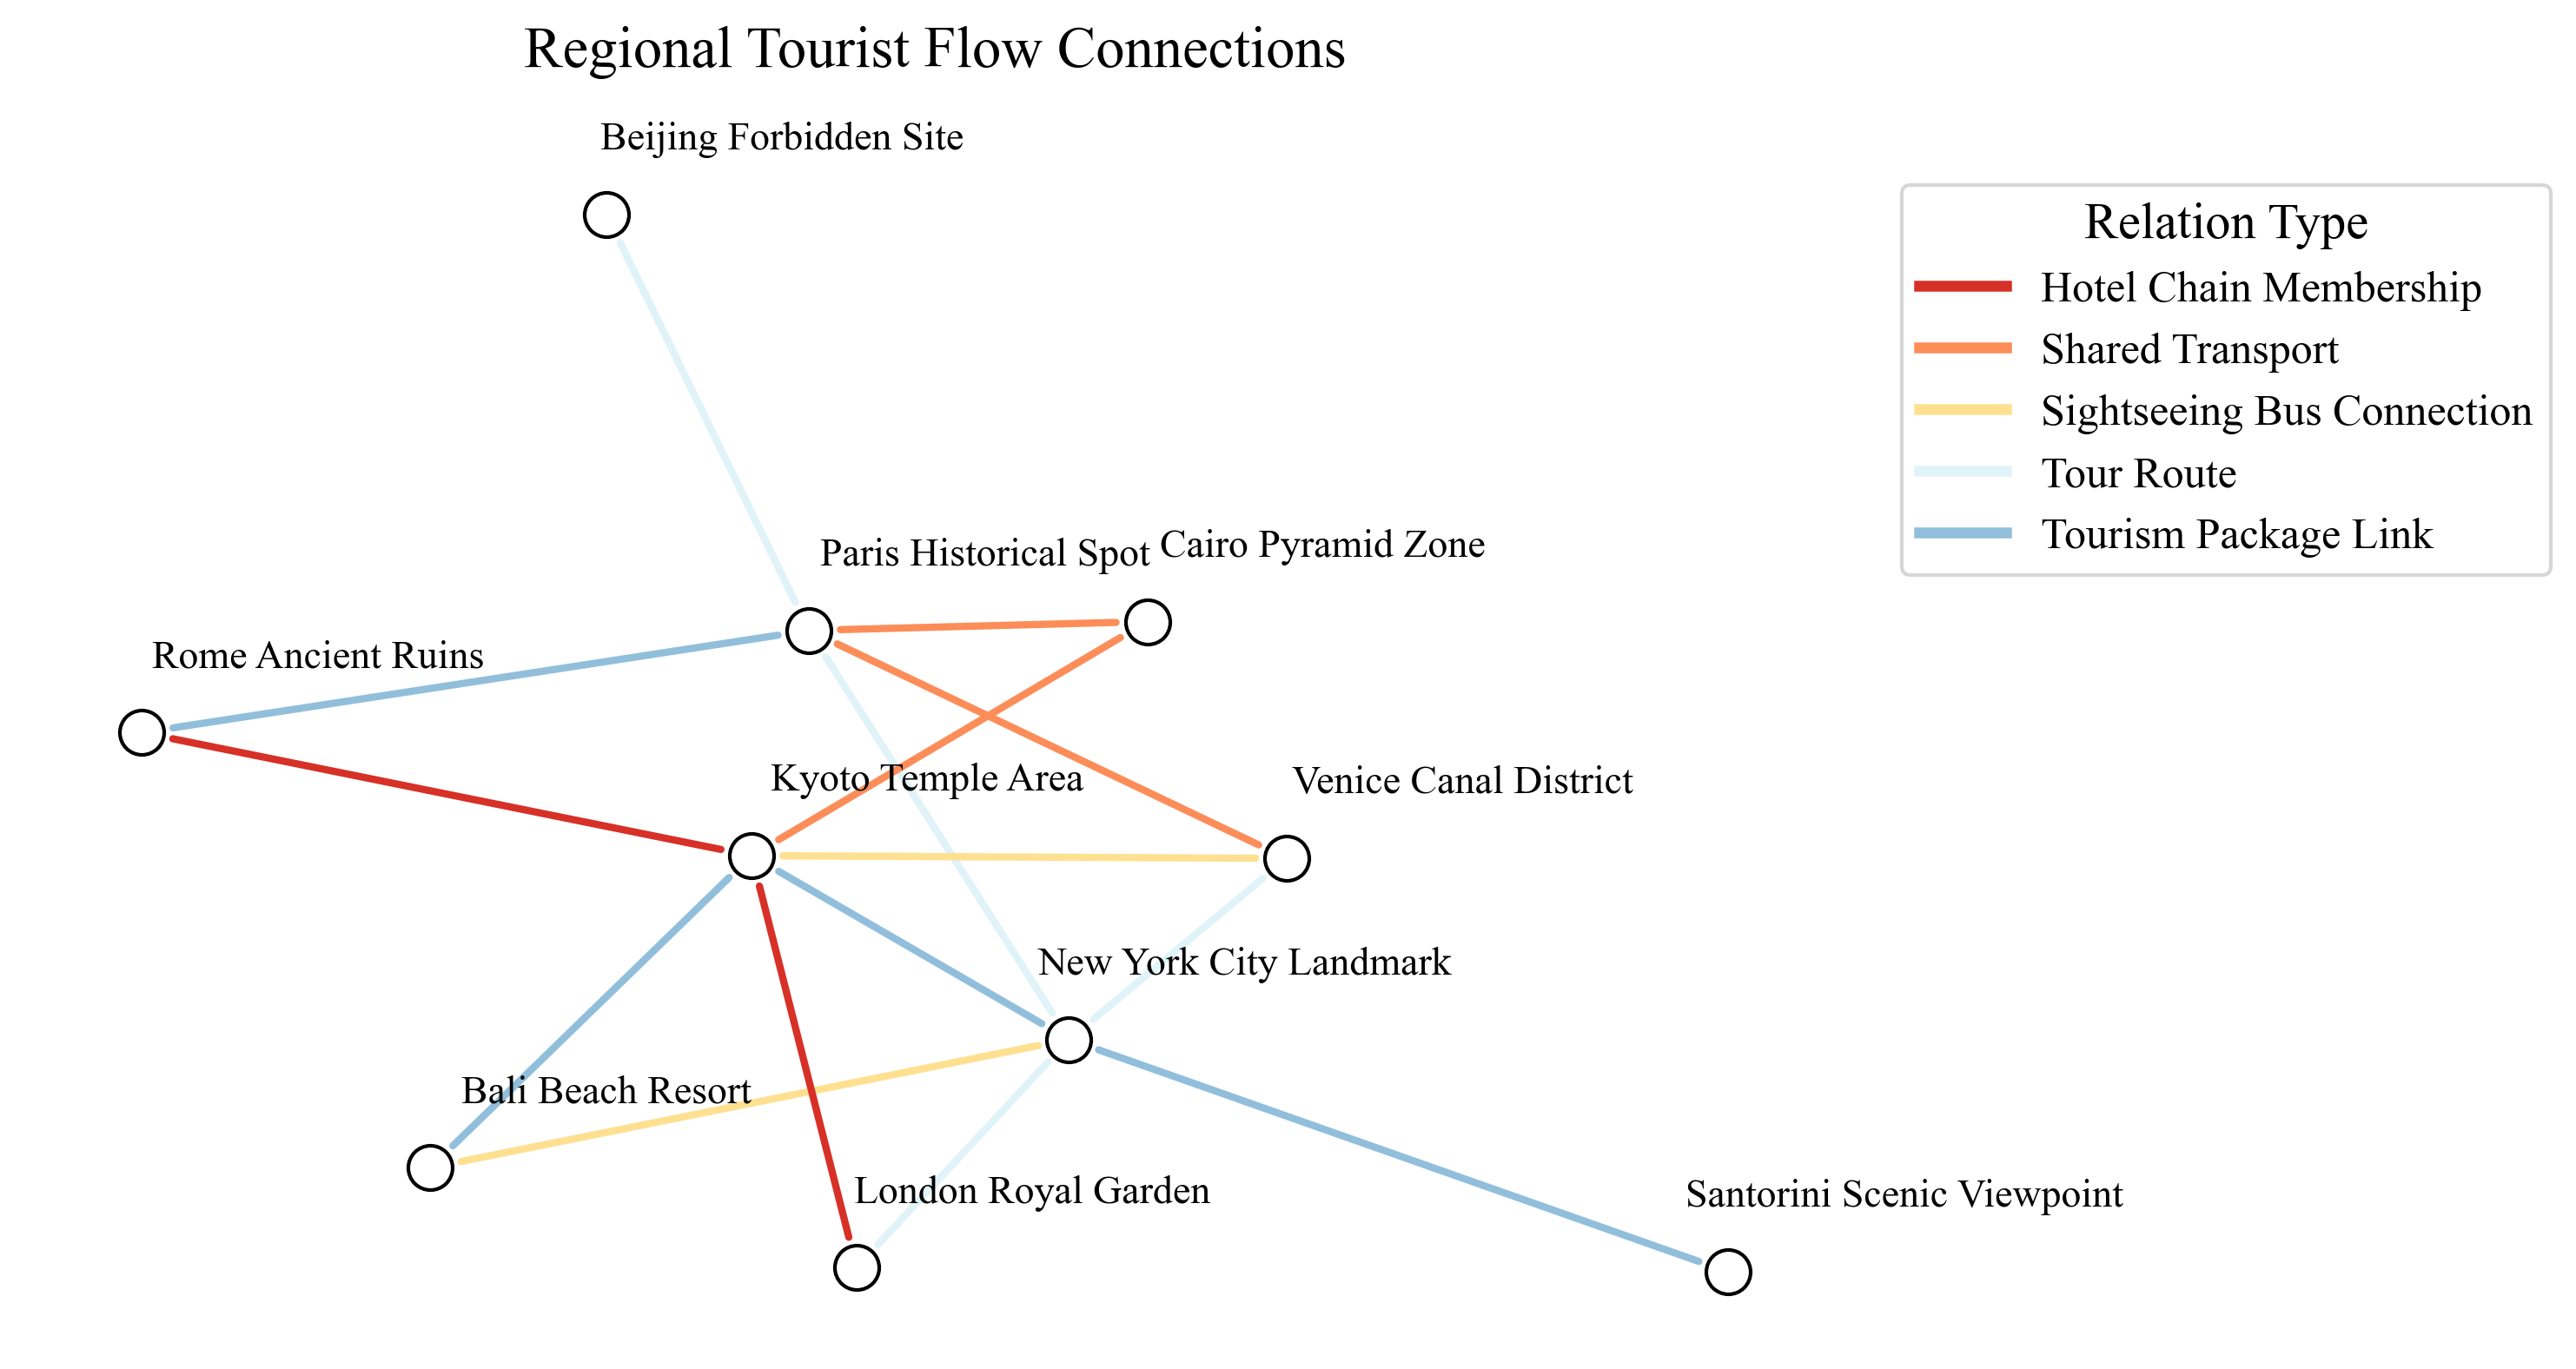 Regional Tourist Flow Connections
Beijing Forbidden Site
Relation Type
Hotel Chain Membership
Shared Transport
Sightseeing Bus Connection
Tour Route
Tourism Package Link
Paris Historical Spot
Cairo Pyramid Zone
Rome Ancient Ruins
Kyoto Temple Area
Venice Canal District
New York City Landmark
Bali Beach Resort
London Royal Garden
Santorini Scenic Viewpoint